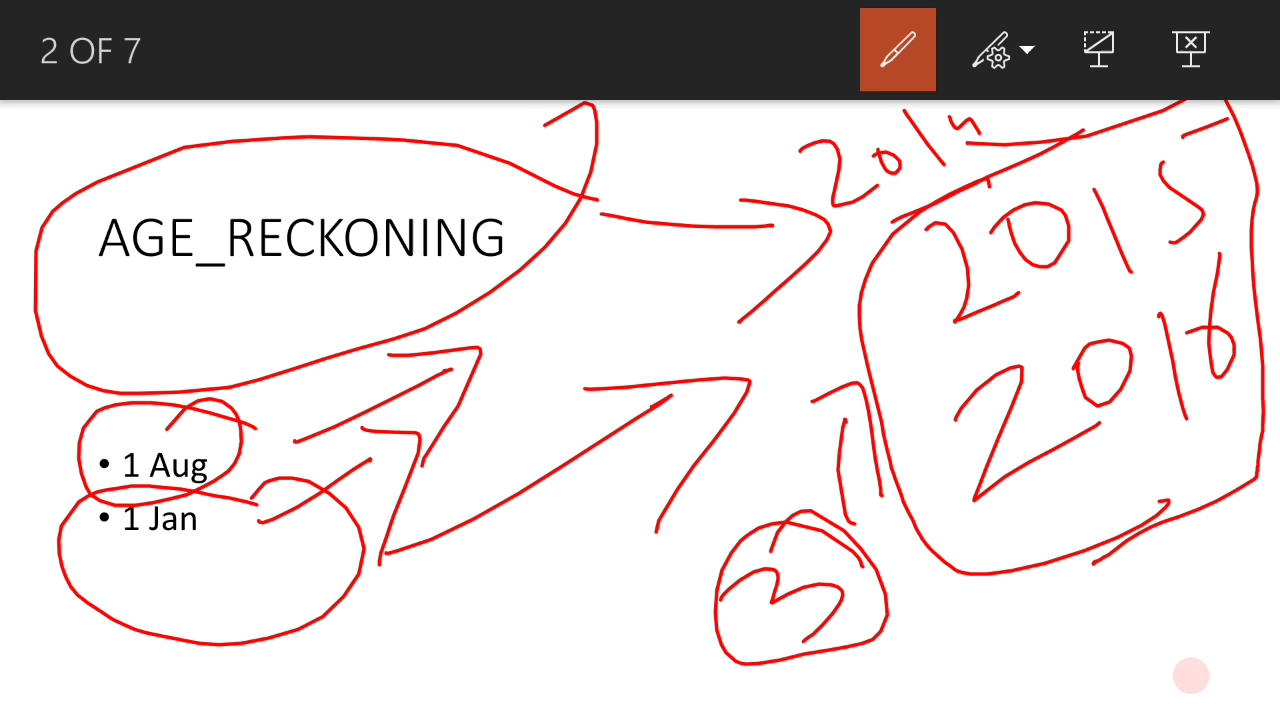 2 OF 7
2014
AGE_RECKONING
2015
2016
• 1 Aug
• 1 Jan
3